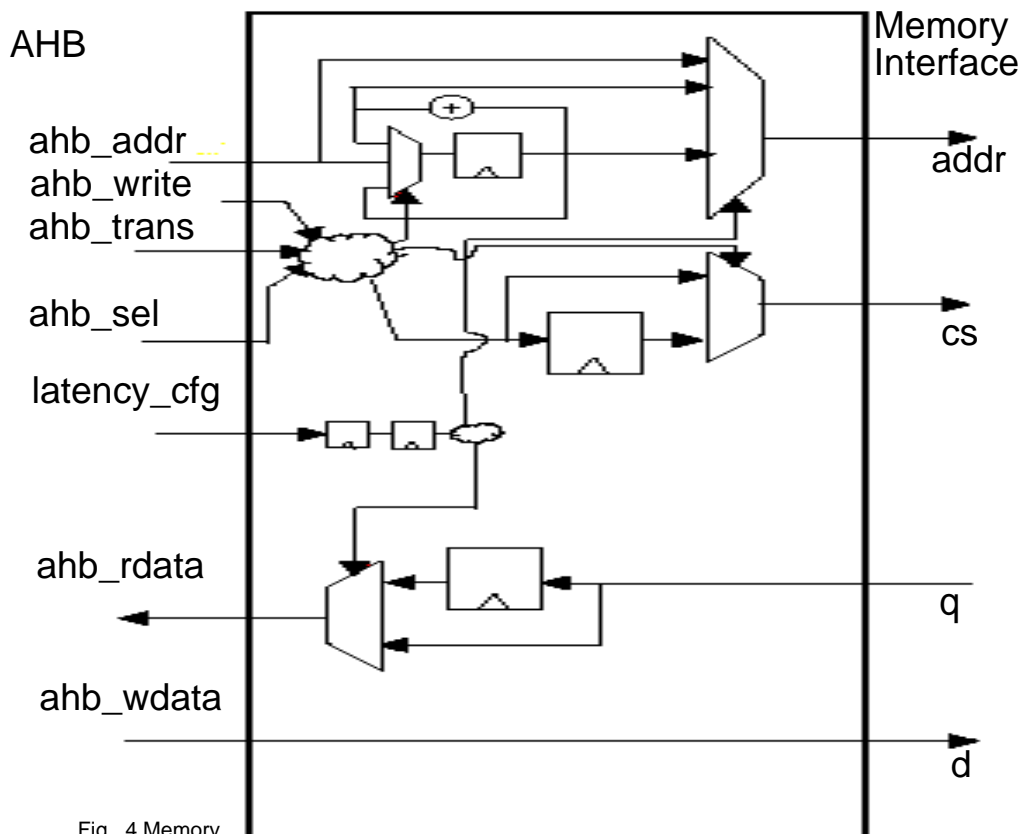 AHB
Memory
Interface
ahb_addr
addr
ahb_write
ahb_trans
ahb_sel
cs
latency_cfg
ahb_rdata
q
ahb_wdata
d
Fig. 4 Memory
+